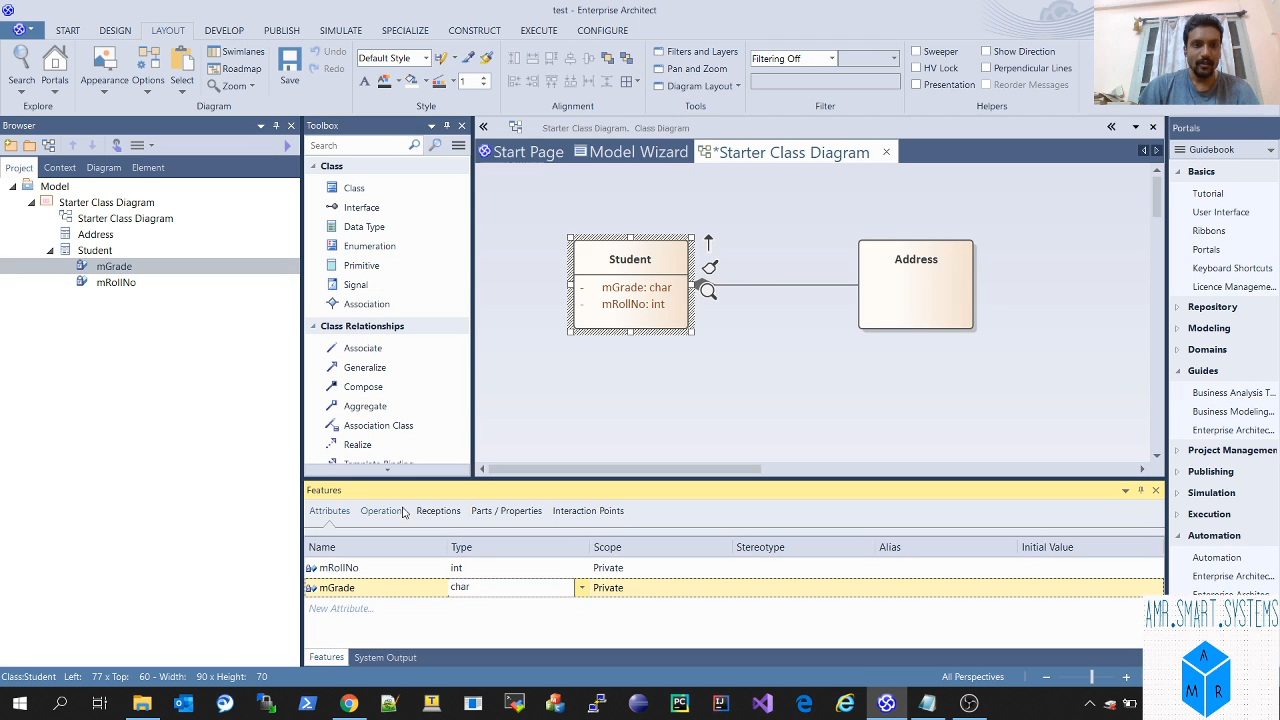 test - Enterprise Architect
START
DESIGN
LAYOUT
DEVELOP
PUBLISH
SIMULATE
SPECIALIZE
EXECUTE
CONFIGURE
Search
Portals
Explore
Appearance
Options
Select
Swimlanes
Roadmap
Zoom
Diagram
Save
Undo
Redo
Default Style
1
Style
Alignment
Filters and Layers
Pan and Zoom
Diagram Layout
Tools
Filtering Off
Filter
Sweeper
HV Lock
Presentation
Show Direction
Perpendicular Lines
Reorder Messages
Helpers
Browser
Project
Context
Diagram
Element
Model
Starter Class Diagram
Starter Class Diagram
Address
Student
mGrade
mRollNo
Toolbox
Search
Class
Class
Interface
Data Type
Enumeration
Primitive
Signal
Association
Class Relationships
Associate
Generalize
Compose
Aggregate
Association Class
Realize
Starter Class Diagram. Class Diagram
Start Page
Model Wizard
*Starter Class Diagram
Student
- mGrade: char
- mRollNo: int
Address
Features
Attributes
Operations
Receptions
Parts / Properties
Interaction Points
Name Type Scope Stereotype Alias Initial Value
mRollNo int Private
mGrade char Private
New Attribute...
Features
System Output
Portals
Guidebook
Basics
Tutorial
User Interface
Ribbons
Portals
Keyboard Shortcuts
Licence Manageme...
Repository
Modeling
Domains
Guides
Business Analysis T...
Business Modeling...
Enterprise Architec...
Project Management
Publishing
Simulation
Execution
Automation
Automation
Enterprise Architec...
AMR.SMART.SYSTEMS
A
M R
Class:Student Left: 77 x Top: 60 - Width: 90 x Height: 70
All Perspectives